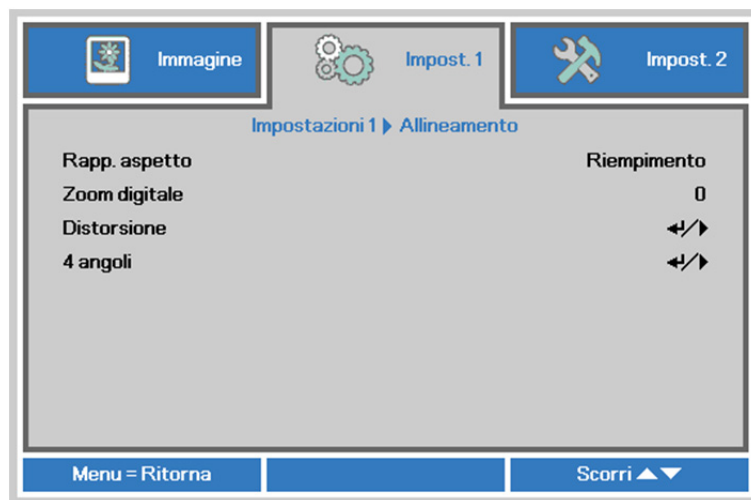 Immagine
Impost. 1
Impost. 2
Impostazioni 1 ▶ Allineamento
Rapp. aspetto Riempimento
Zoom digitale 0
Distorsione ↵/▶
4 angoli ↵/▶
Menu = Ritorna
Scorri ▲▼